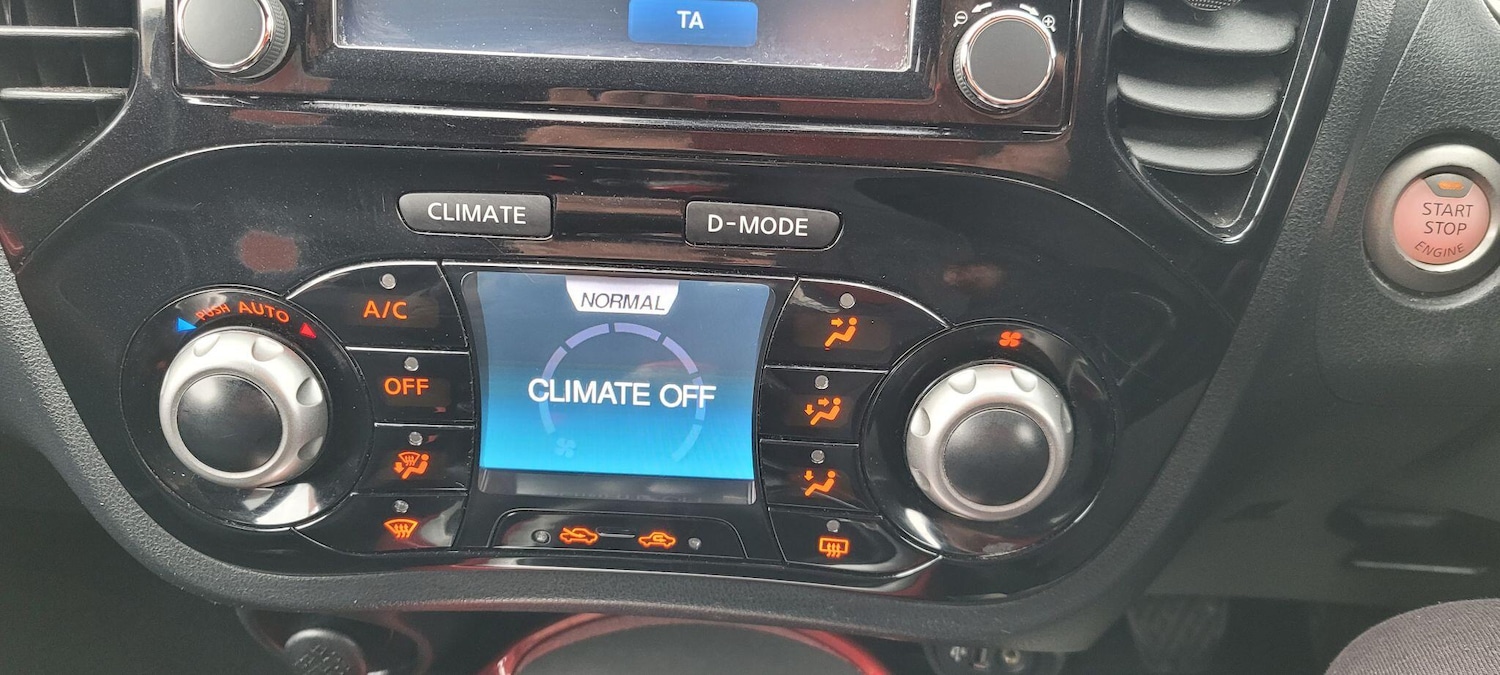 TA
CLIMATE
D-MODE
START
STOP
ENGINE
PUSH AUTO
A/C
NORMAL
OFF
CLIMATE OFF